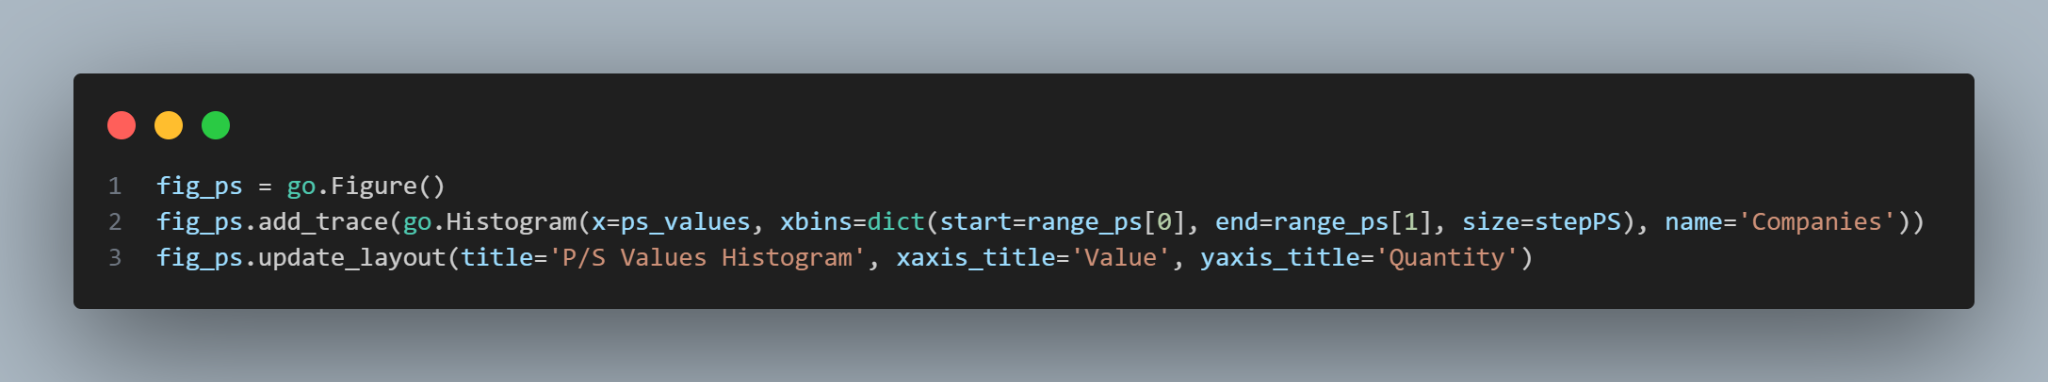 1 fig_ps = go.Figure()
2 fig_ps.add_trace(go.Histogram(x=ps_values, xbins=dict(start=range_ps[0], end=range_ps[1], size=stepPS), name='Companies'))
3 fig_ps.update_layout(title='P/S Values Histogram', xaxis_title='Value', yaxis_title='Quantity')